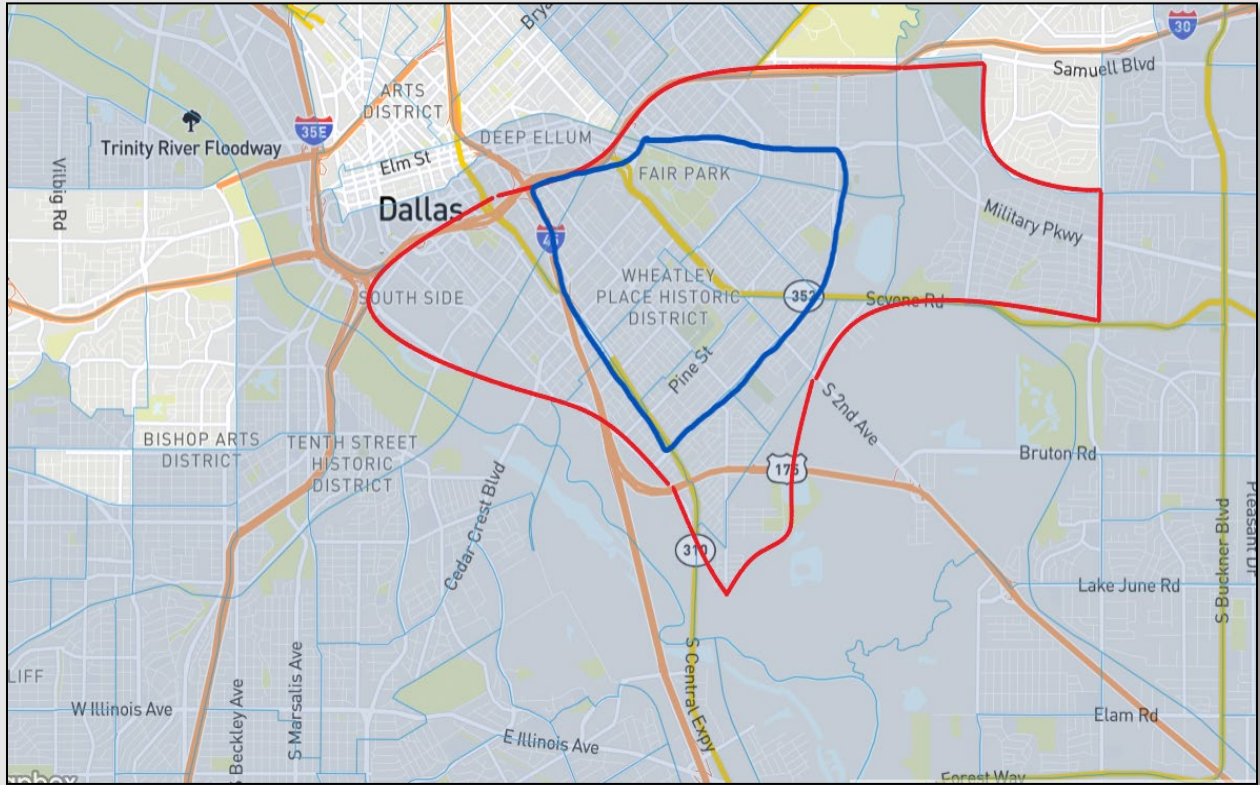 30
Samuell Blvd
ARTS
DISTRICT
35E
DEEP ELLUM
Trinity River Floodway
Elm St
FAIR PARK
Vilbig Rd
Dallas
Military Pkwy
WHEATLEY
PLACE HISTORIC
DISTRICT
SOUTH SIDE
Scyene Rd
Pine St
S 2nd Ave
BISHOP ARTS
DISTRICT
TENTH STREET
HISTORIC
DISTRICT
Bruton Rd
175
Cedar Crest Blvd
310
S Buckner Blvd
Lake June Rd
LIFF
W Illinois Ave
S Beckley Ave
S Marsalis Ave
S Central Expy
E Illinois Ave
Elam Rd
Forest Way